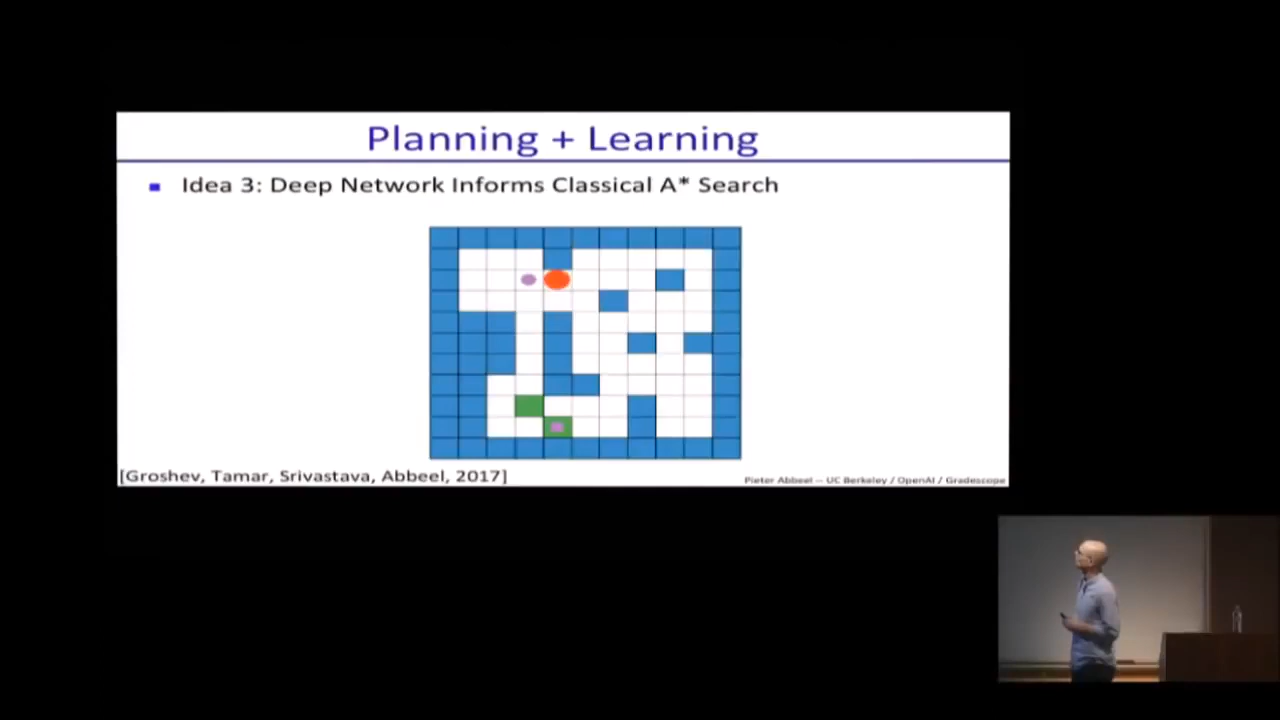 Planning + Learning
Idea 3: Deep Network Informs Classical A* Search
[Groshev, Tamar, Srivastava, Abbeel, 2017]
Pieter Abbeel -- UC Berkeley / OpenAI / Gradescope